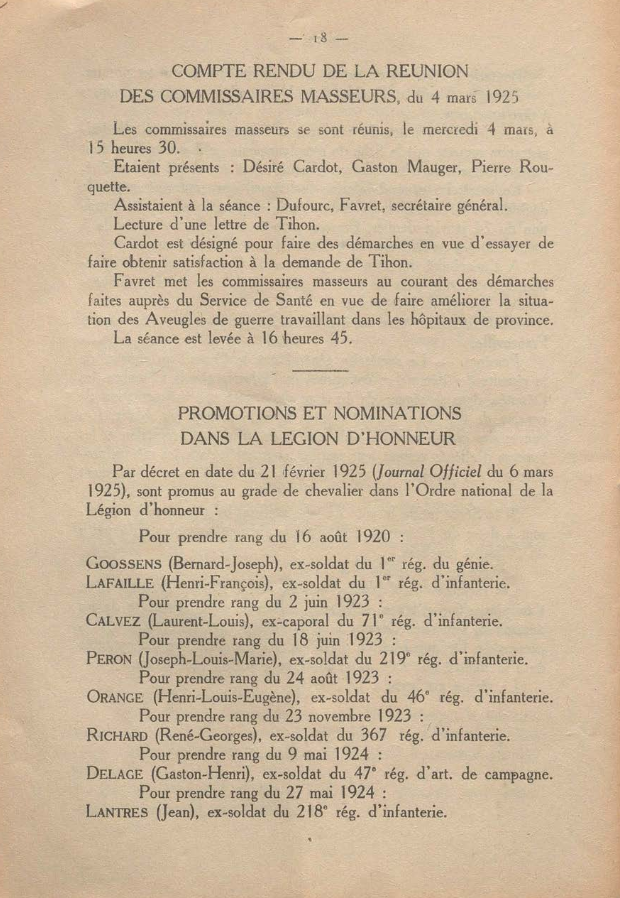 — 18 —
COMPTE RENDU DE LA REUNION
DES COMMISSAIRES MASSEURS, du 4 mars 1925
Les commissaires masseurs se sont réunis, le mercredi 4 mars, à
15 heures 30.
Etaient présents : Désiré Cardot, Gaston Mauger, Pierre Rou-
quette.
Assistaient à la séance : Dufourc, Favret, secrétaire général.
Lecture d'une lettre de Tihon.
Cardot est désigné pour faire des démarches en vue d'essayer de
faire obtenir satisfaction à la demande de Tihon.
Favret met les commissaires masseurs au courant des démarches
faites auprès du Service de Santé en vue de faire améliorer la situa-
tion des Aveugles de guerre travaillant dans les hôpitaux de province.
La séance est levée à 16 heures 45.
PROMOTIONS ET NOMINATIONS
DANS LA LEGION D'HONNEUR
Par décret en date du 21 février 1925 (Journal Officiel du 6 mars
1925), sont promus au grade de chevalier dans l'Ordre national de la
Légion d'honneur :
Pour prendre rang du 16 août 1920 :
GOOSSENS (Bernard-Joseph), ex-soldat du 1er rég. du génie.
LAFAILLE (Henri-François), ex-soldat du 1er rég. d'infanterie.
Pour prendre rang du 2 juin 1923 :
CALVEZ (Laurent-Louis), ex-caporal du 71e rég. d'infanterie.
Pour prendre rang du 18 juin 1923 :
PERON (Joseph-Louis-Marie), ex-soldat du 219e rég. d'infanterie.
Pour prendre rang du 24 août 1923 :
ORANGE (Henri-Louis-Eugène), ex-soldat du 46e rég. d'infanterie.
Pour prendre rang du 23 novembre 1923 :
RICHARD (René-Georges), ex-soldat du 367 rég. d'infanterie.
Pour prendre rang du 9 mai 1924 :
DELAGE (Gaston-Henri), ex-soldat du 47e rég. d'art. de campagne.
Pour prendre rang du 27 mai 1924 :
LANTRES (Jean), ex-soldat du 218e rég. d'infanterie.